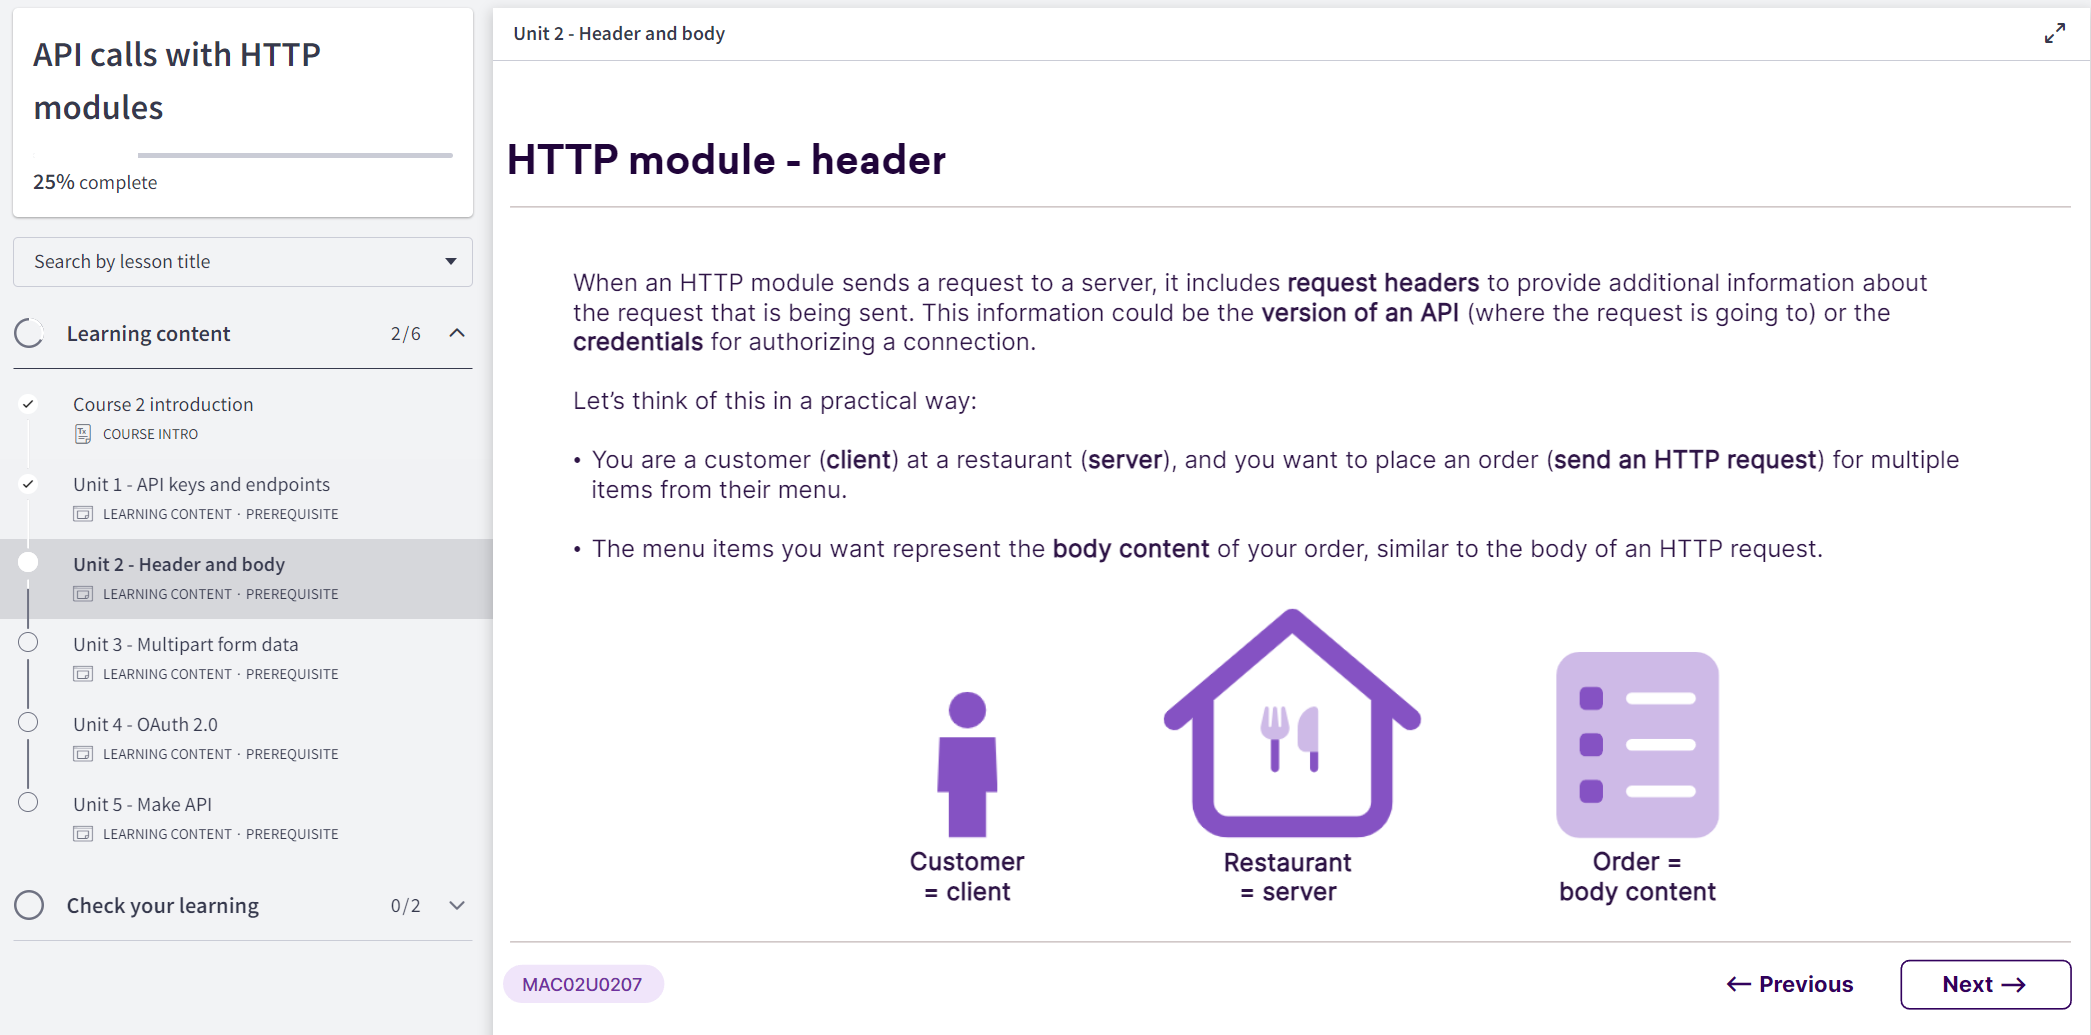 API calls with HTTP
modules
25% complete
Search by lesson title
Learning content 2/6
Course 2 introduction
COURSE INTRO
Unit 1 - API keys and endpoints
LEARNING CONTENT · PREREQUISITE
Unit 2 - Header and body
LEARNING CONTENT · PREREQUISITE
Unit 3 - Multipart form data
LEARNING CONTENT · PREREQUISITE
Unit 4 - OAuth 2.0
LEARNING CONTENT · PREREQUISITE
Unit 5 - Make API
LEARNING CONTENT · PREREQUISITE
Check your learning 0/2
Unit 2 - Header and body
HTTP module - header
When an HTTP module sends a request to a server, it includes request headers to provide additional information about
the request that is being sent. This information could be the version of an API (where the request is going to) or the
credentials for authorizing a connection.
Let's think of this in a practical way:
• You are a customer (client) at a restaurant (server), and you want to place an order (send an HTTP request) for multiple
items from their menu.
• The menu items you want represent the body content of your order, similar to the body of an HTTP request.
Customer
= client
Restaurant
= server
Order =
body content
MAC02U0207
← Previous
Next →